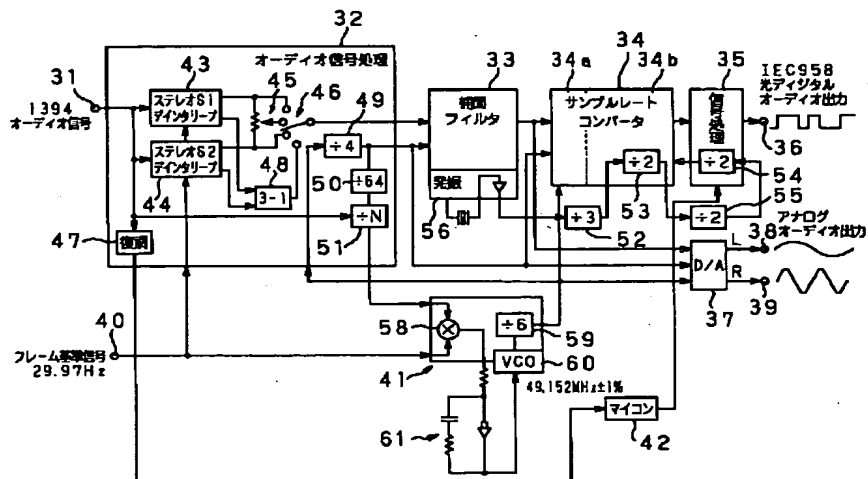 32
オーディオ信号処理
31
1394
オーディオ信号
43
ステレオS1
デインタリーブ
45
46
49
÷4
ステレオS2
デインタリーブ
44
48
3-1
50
÷64
÷N
51
47
復調
33
フィルタ
発振
56
34
34a
34b
サンプルレート
コンバータ
÷2
53
÷3
52
35
IEC958
光ディジタル
オーディオ出力
36
÷2
54
÷2
55
アナログ
オーディオ出力
38
L
D/A
R
37
39
40
フレーム基準信号
29.97Hz
58
÷6
59
VCO
60
41
49.152MHz±1%
61
マイコン
42